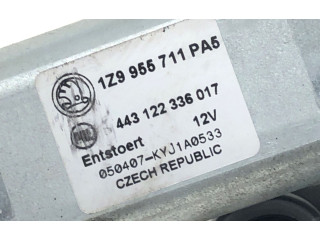 1Z9 955 711 PA5
443 122 336 017
Entstoert 12V
050407-KYJ1A0533
CZECH REPUBLIC